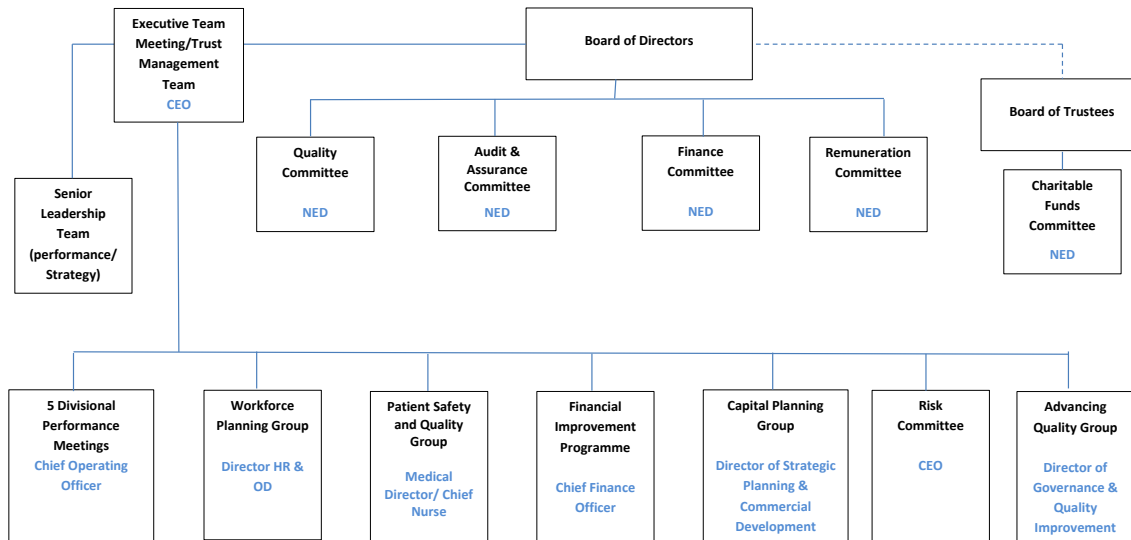 Executive Team
Meeting/Trust
Management
Team
CEO
Board of Directors
Board of Trustees
Quality
Committee
NED
Audit &
Assurance
Committee
NED
Finance
Committee
NED
Remuneration
Committee
NED
Senior
Leadership
Team
(performance/
Strategy)
Charitable
Funds
Committee
NED
5 Divisional
Performance
Meetings
Chief Operating
Officer
Workforce
Planning Group
Director HR &
OD
Patient Safety
and Quality
Group
Medical
Director/ Chief
Nurse
Financial
Improvement
Programme
Chief Finance
Officer
Capital Planning
Group
Director of Strategic
Planning &
Commercial
Development
Risk
Committee
CEO
Advancing
Quality Group
Director of
Governance &
Quality
Improvement